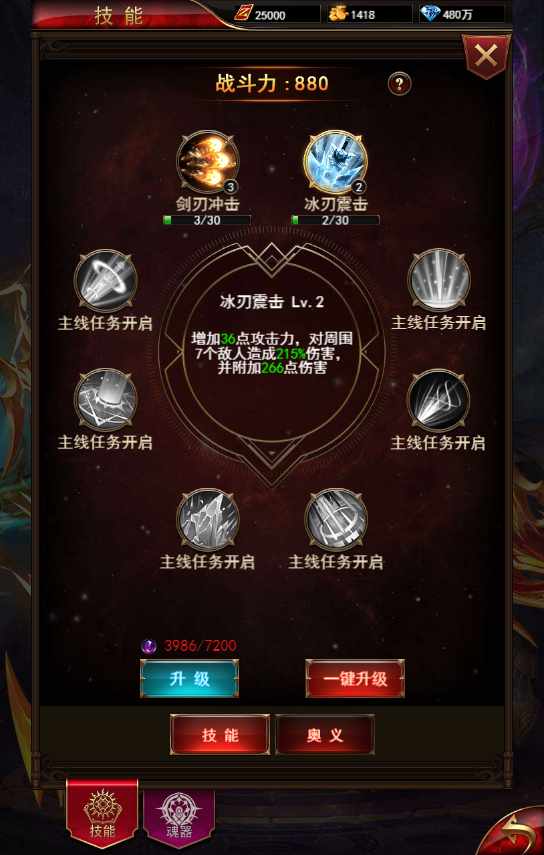 技 能
25000
1418
480万
战斗力 : 880
?
3
2
剑刃冲击
冰刃震击
3/30
2/30
冰刃震击 Lv.2
增加36点攻击力，对周围
7个敌人造成215%伤害，
并附加266点伤害
主线任务开启
主线任务开启
主线任务开启
主线任务开启
主线任务开启
主线任务开启
3986/7200
升 级
一键升级
技 能
奥 义
技能
魂器